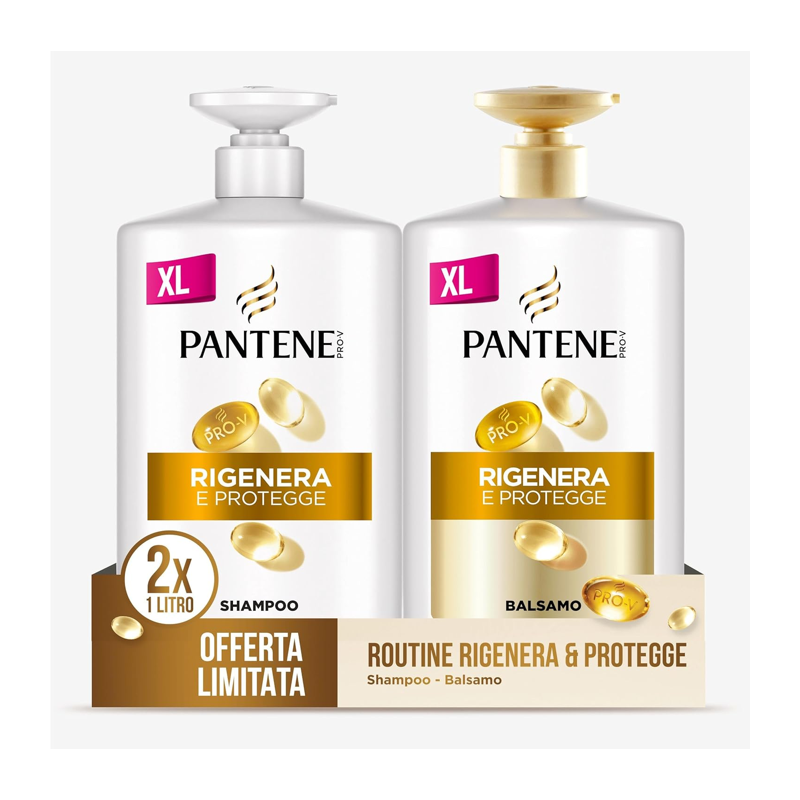 XL
PANTENE
PRO-V
PRO-V
RIGENERA
E PROTEGGE
SHAMPOO
XL
PANTENE
PRO-V
PRO-V
RIGENERA
E PROTEGGE
BALSAMO
PRO-V
2X
1 LITRO
OFFERTA
LIMITATA
ROUTINE RIGENERA & PROTEGGE
Shampoo - Balsamo